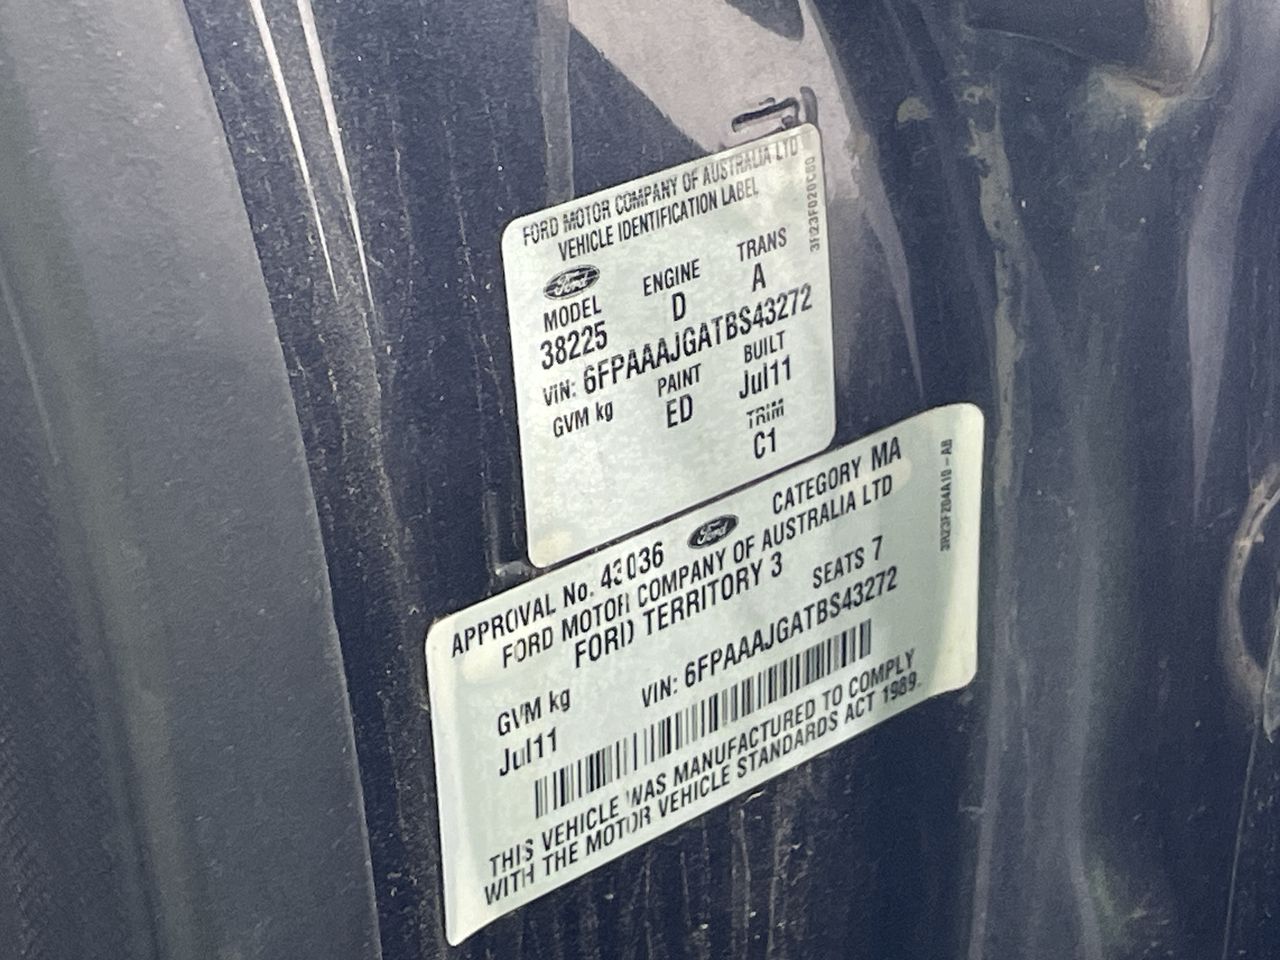 FORD MOTOR COMPANY OF AUSTRALIA LTD
VEHICLE IDENTIFICATION LABEL
Ford
MODEL ENGINE TRANS
38225 D A
VIN: 6FPAAAJGATBS43272
GVM kg PAINT BUILT
ED Jul11
TRIM
C1
3F123F020C80
APPROVAL No. 43036 Ford CATEGORY MA
FORD MOTOR COMPANY OF AUSTRALIA LTD
FORD TERRITORY 3
SEATS 7
GVM kg VIN: 6FPAAAJGATBS43272
Jul11
THIS VEHICLE WAS MANUFACTURED TO COMPLY
WITH THE MOTOR VEHICLE STANDARDS ACT 1989.
3R23F204A10-AB